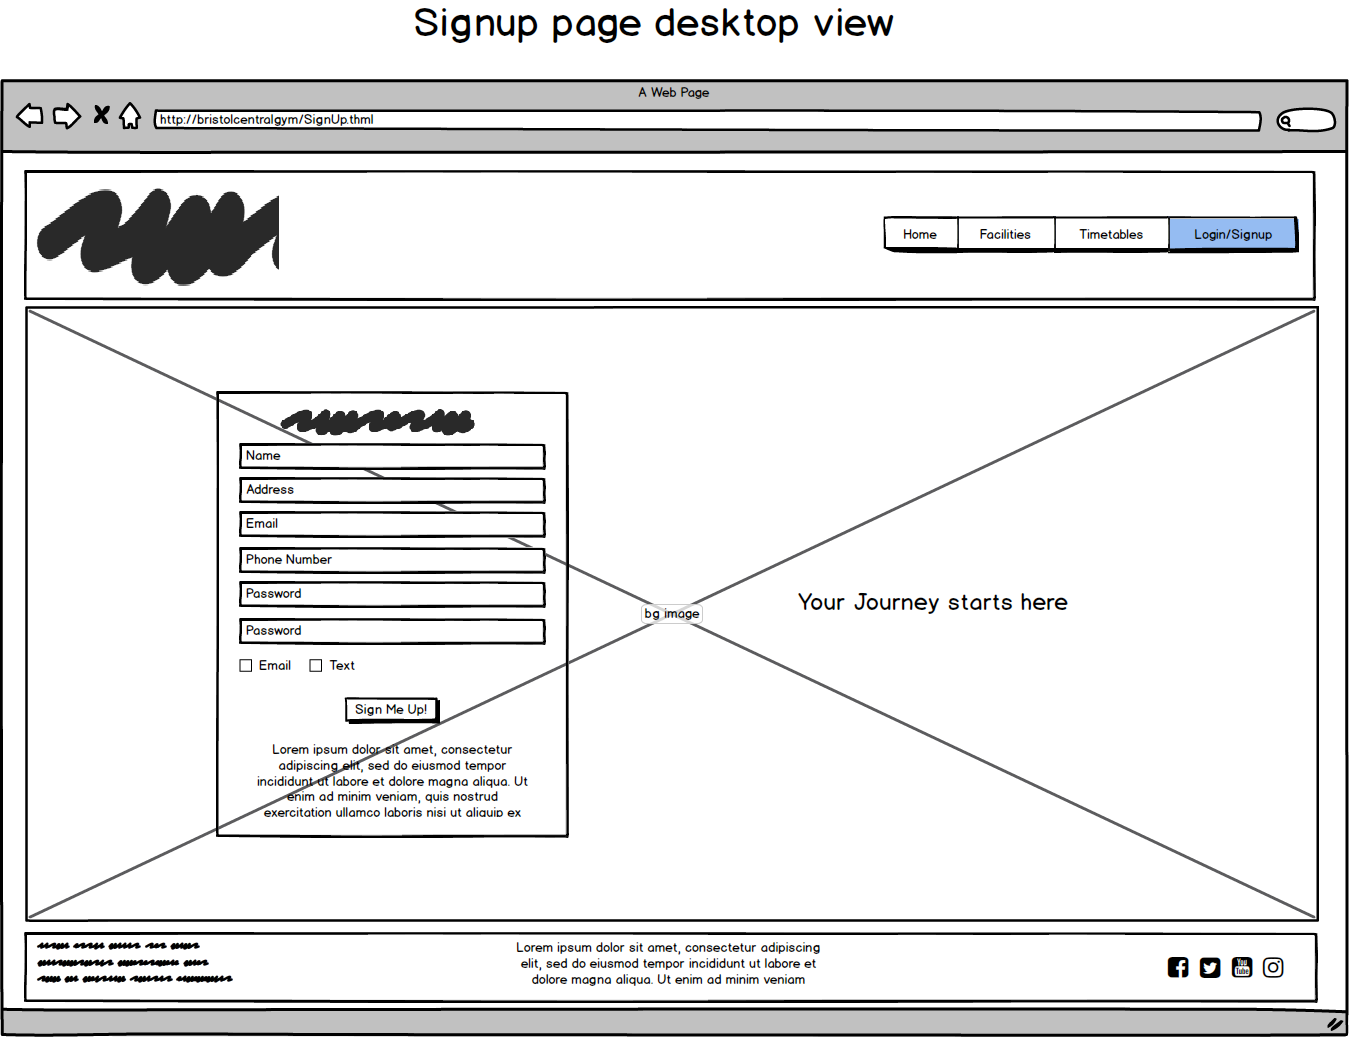 Signup page desktop view
A Web Page
http://bristolcentralgym/SignUp.thml
Home Facilities Timetables Login/Signup
Name
Address
Email
Phone Number
Password
Password
Email Text
Sign Me Up!
Lorem ipsum dolor sit amet, consectetur
adipiscing elit, sed do eiusmod tempor
incididunt ut labore et dolore magna aliqua. Ut
enim ad minim veniam, quis nostrud
exercitation ullamco laboris nisi ut aliquip ex
bg image
Your Journey starts here
Lorem ipsum dolor sit amet, consectetur adipiscing
elit, sed do eiusmod tempor incididunt ut labore et
dolore magna aliqua. Ut enim ad minim veniam
You
Tube